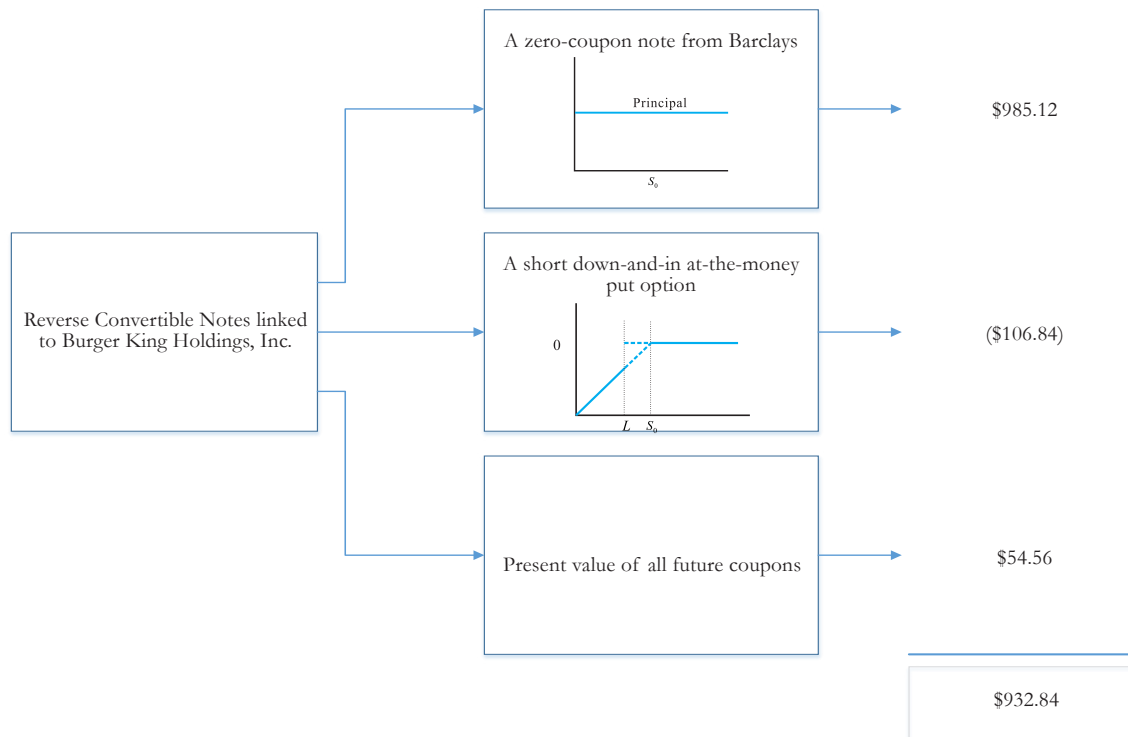 A zero-coupon note from Barclays
Principal
S₀
$985.12
Reverse Convertible Notes linked
to Burger King Holdings, Inc.
A short down-and-in at-the-money
put option
0
L S₀
($106.84)
Present value of all future coupons
$54.56
$932.84